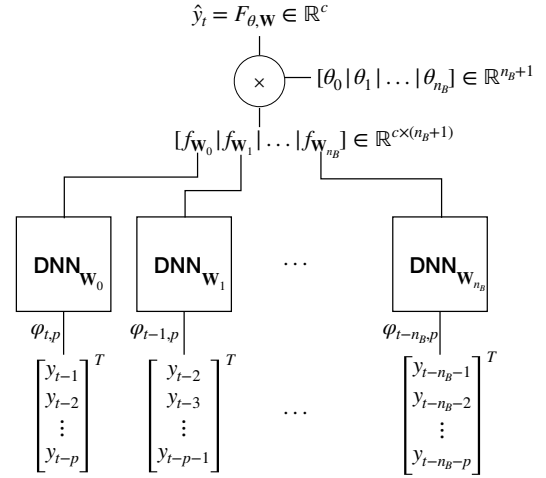 ŷ_t = F_{θ,𝐖} ∈ ℝ^c
× [θ_0|θ_1| … |θ_{n_B}] ∈ ℝ^{n_B+1}
[f_{𝐖_0}|f_{𝐖_1}| … |f_{𝐖_{n_B}}] ∈ ℝ^{c×(n_B+1)}
DNN_{𝐖_0} DNN_{𝐖_1} … DNN_{𝐖_{n_B}}
φ_{t,p} φ_{t−1,p} φ_{t−n_B,p}
[y_{t−1} y_{t−2} ⋮ y_{t−p}]^T [y_{t−2} y_{t−3} ⋮ y_{t−p−1}]^T … [y_{t−n_B−1} y_{t−n_B−2} ⋮ y_{t−n_B−p}]^T